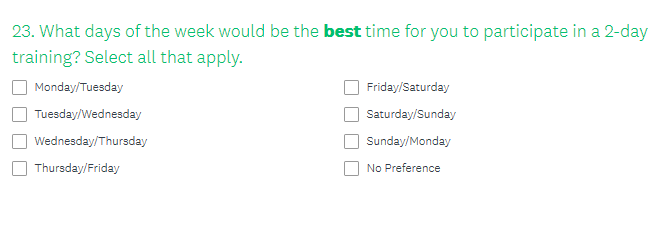 23. What days of the week would be the best time for you to participate in a 2-day
training? Select all that apply.
Monday/Tuesday
Tuesday/Wednesday
Wednesday/Thursday
Thursday/Friday
Friday/Saturday
Saturday/Sunday
Sunday/Monday
No Preference